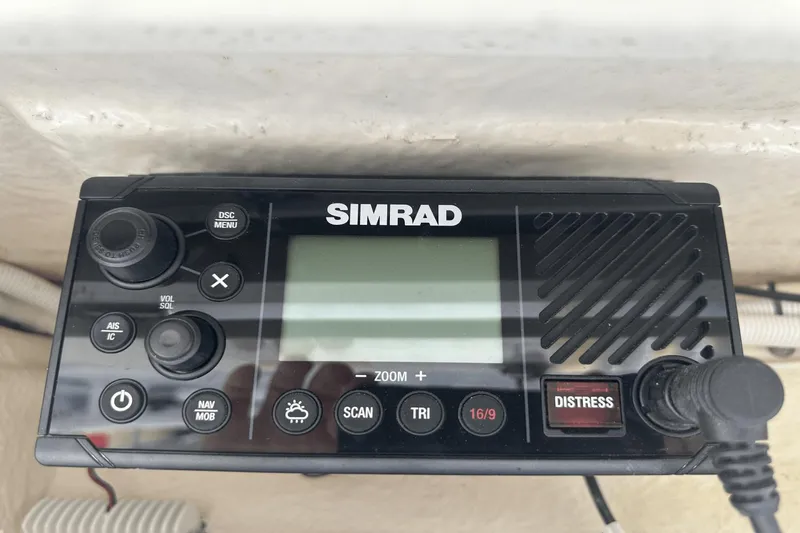 SIMRAD
DSC
MENU
VOL
SQL
AIS
IC
NAV
MOB
− ZOOM +
SCAN
TRI
16/9
DISTRESS